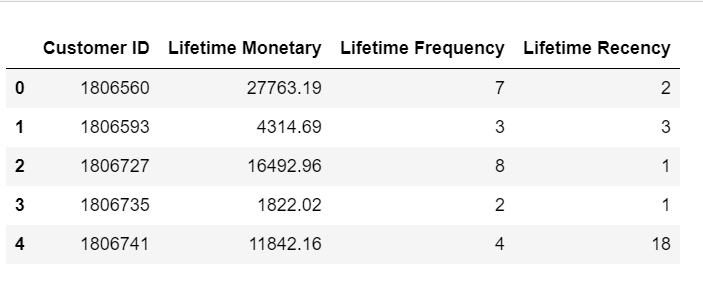 Customer ID Lifetime Monetary Lifetime Frequency Lifetime Recency
0 1806560 27763.19 7 2
1 1806593 4314.69 3 3
2 1806727 16492.96 8 1
3 1806735 1822.02 2 1
4 1806741 11842.16 4 18